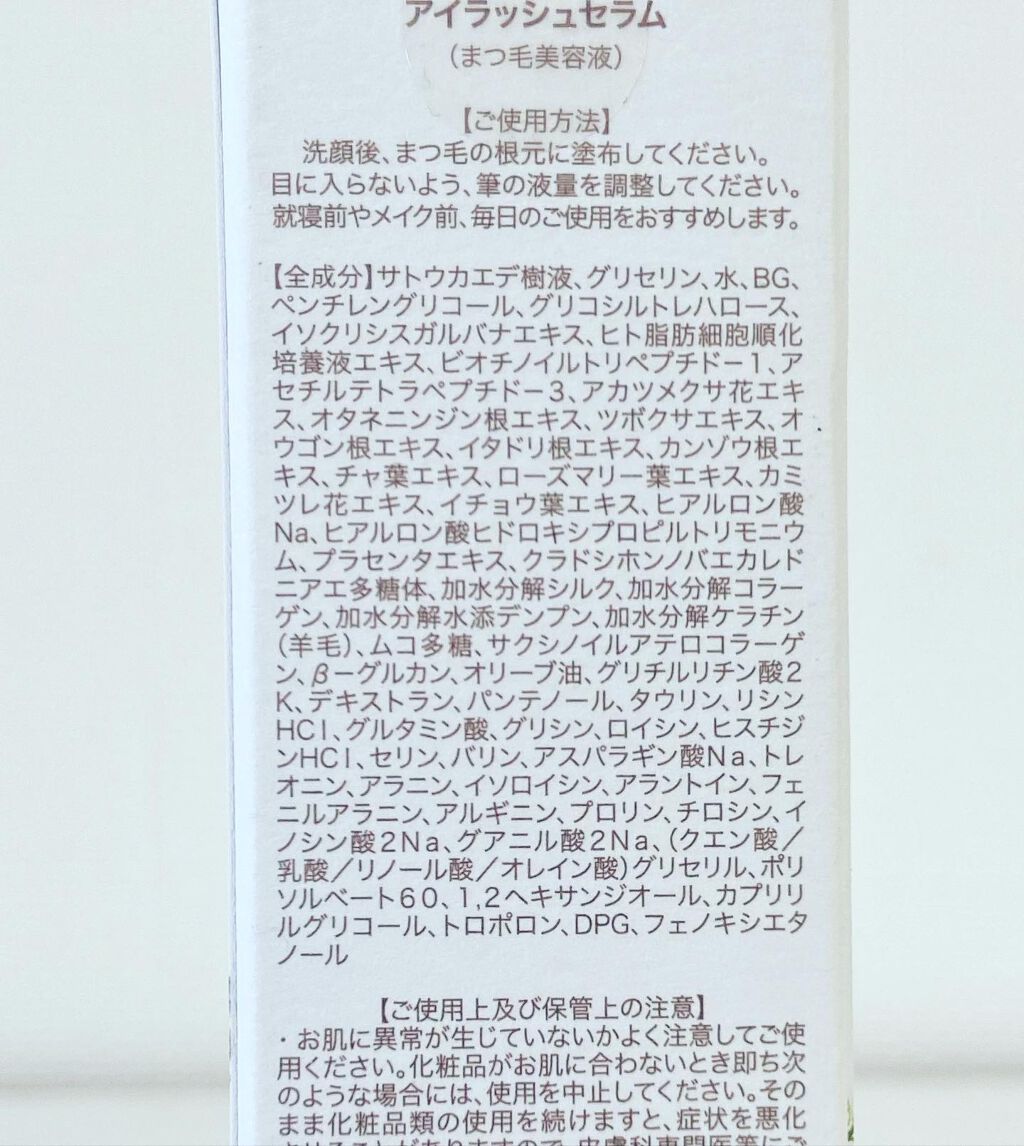 アイラッシュセラム
（まつ毛美容液）
【ご使用方法】
洗顔後、まつ毛の根元に塗布してください。
目に入らないよう、筆の液量を調整してください。
就寝前やメイク前、毎日のご使用をおすすめします。
【全成分】サトウカエデ樹液、グリセリン、水、BG、
ペンチレングリコール、グリコシルトレハロース、
イソクリシスガルバナエキス、ヒト脂肪細胞順化
培養液エキス、ビオチノイルトリペプチドー1、ア
セチルテトラペプチドー3、アカツメクサ花エキ
ス、オタネニンジン根エキス、ツボクサエキス、オ
ウゴン根エキス、イタドリ根エキス、カンゾウ根エ
キス、チャ葉エキス、ローズマリー葉エキス、カミ
ツレ花エキス、イチョウ葉エキス、ヒアルロン酸
Na、ヒアルロン酸ヒドロキシプロピルトリモニウ
ム、プラセンタエキス、クラドシホンノバエカレド
ニアエ多糖体、加水分解シルク、加水分解コラー
ゲン、加水分解水添デンプン、加水分解ケラチン
（羊毛）、ムコ多糖、サクシノイルアテロコラーゲ
ン、βーグルカン、オリーブ油、グリチルリチン酸2
K、デキストラン、パンテノール、タウリン、リシン
HCl、グルタミン酸、グリシン、ロイシン、ヒスチジ
ンHCl、セリン、バリン、アスパラギン酸Na、トレ
オニン、アラニン、イソロイシン、アラントイン、フェ
ニルアラニン、アルギニン、プロリン、チロシン、イ
ノシン酸2Na、グアニル酸2Na、（クエン酸／
乳酸／リノール酸／オレイン酸）グリセリル、ポリ
ソルベート60、1,2ヘキサンジオール、カプリリ
ルグリコール、トロポロン、DPG、フェノキシエタ
ノール
【ご使用上及び保管上の注意】
・お肌に異常が生じていないかよく注意してご使
用ください。化粧品がお肌に合わないとき即ち次
のような場合には、使用を中止してください。その
まま化粧品類の使用を続けますと、症状を悪化
させることがありますので、皮膚科専門医等にご